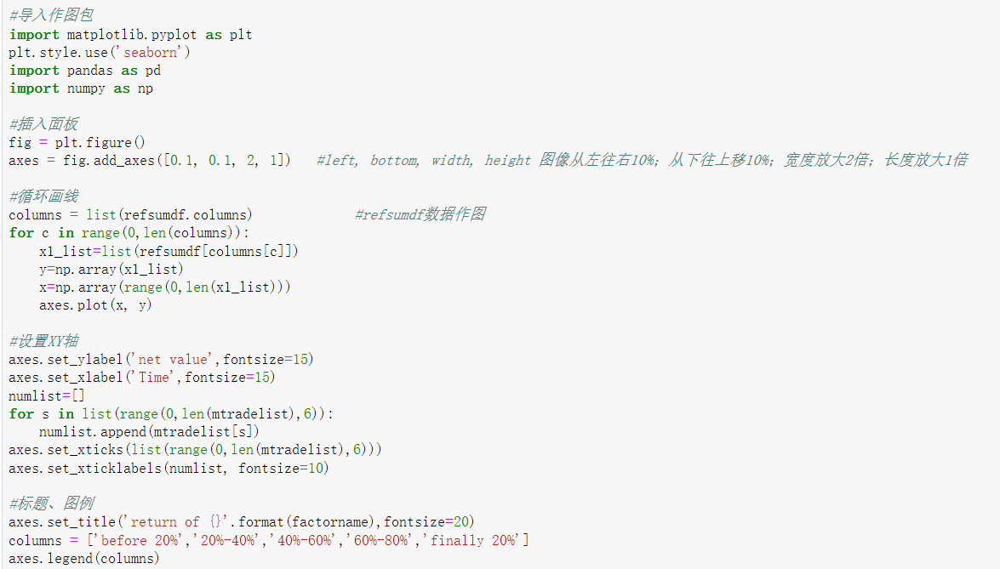 #导入作图包
import matplotlib.pyplot as plt
plt.style.use('seaborn')
import pandas as pd
import numpy as np

#插入面板
fig = plt.figure()
axes = fig.add_axes([0.1, 0.1, 2, 1])   #left, bottom, width, height 图像从左往右10%；从下往上移10%；宽度放大2倍；长度放大1倍

#循环画线
columns = list(refsumdf.columns)             #refsumdf数据作图
for c in range(0,len(columns)):
    x1_list=list(refsumdf[columns[c]])
    y=np.array(x1_list)
    x=np.array(range(0,len(x1_list)))
    axes.plot(x, y)

#设置XY轴
axes.set_ylabel('net value',fontsize=15)
axes.set_xlabel('Time',fontsize=15)
numlist=[]
for s in list(range(0,len(mtradelist),6)):
    numlist.append(mtradelist[s])
axes.set_xticks(list(range(0,len(mtradelist),6)))
axes.set_xticklabels(numlist, fontsize=10)

#标题、图例
axes.set_title('return of {}'.format(factorname),fontsize=20)
columns = ['before 20%','20%-40%','40%-60%','60%-80%','finally 20%']
axes.legend(columns)